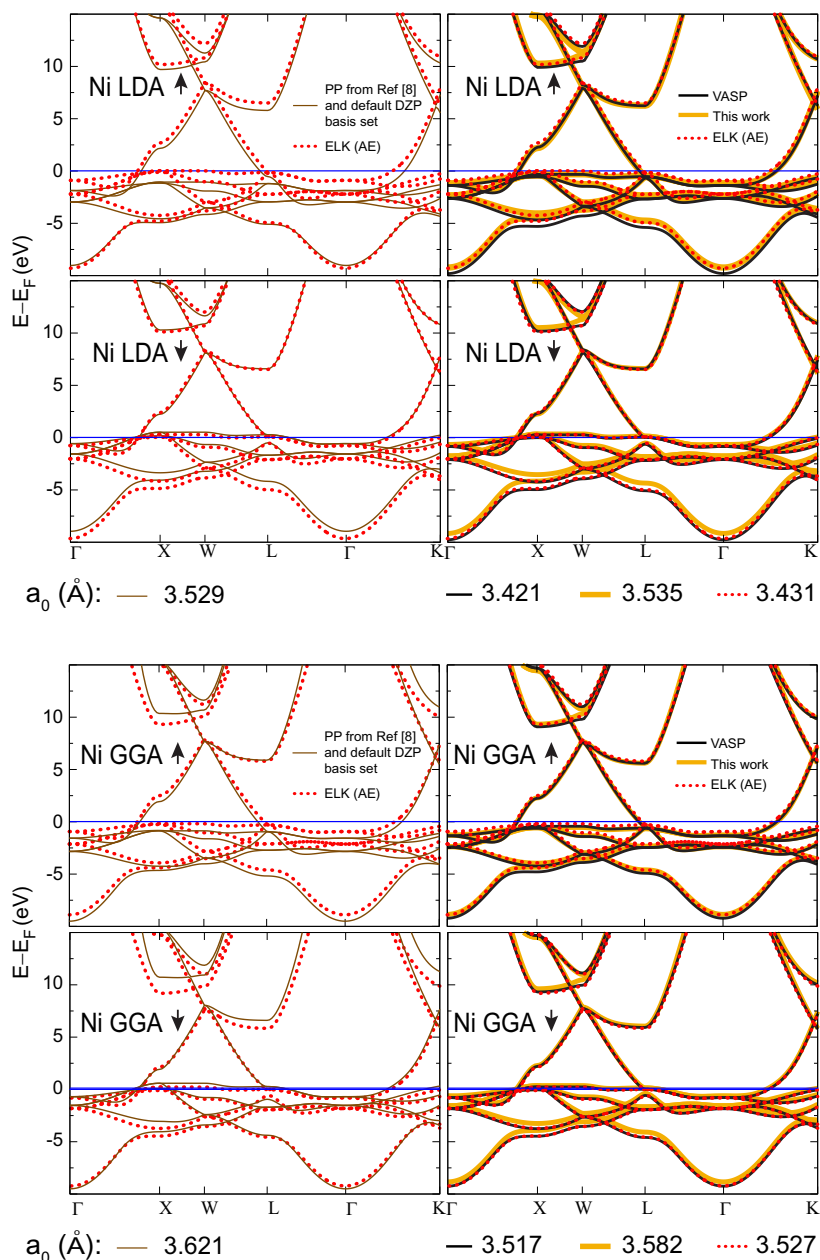 15
10
5
0
-5
Ni LDA
PP from Ref [8]
and default DZP
basis set
ELK (AE)
Ni LDA
VASP
This work
ELK (AE)
E−E_F (eV)
10
5
0
-5
Ni LDA
Ni LDA
Γ X W L Γ K
Γ X W L Γ K
a₀ (Å): 3.529 3.421 3.535 3.431
10
5
0
-5
Ni GGA
PP from Ref [8]
and default DZP
basis set
ELK (AE)
Ni GGA
VASP
This work
ELK (AE)
E−E_F (eV)
10
5
0
-5
Ni GGA
Ni GGA
Γ X W L Γ K
Γ X W L Γ K
a₀ (Å): 3.621 3.517 3.582 3.527